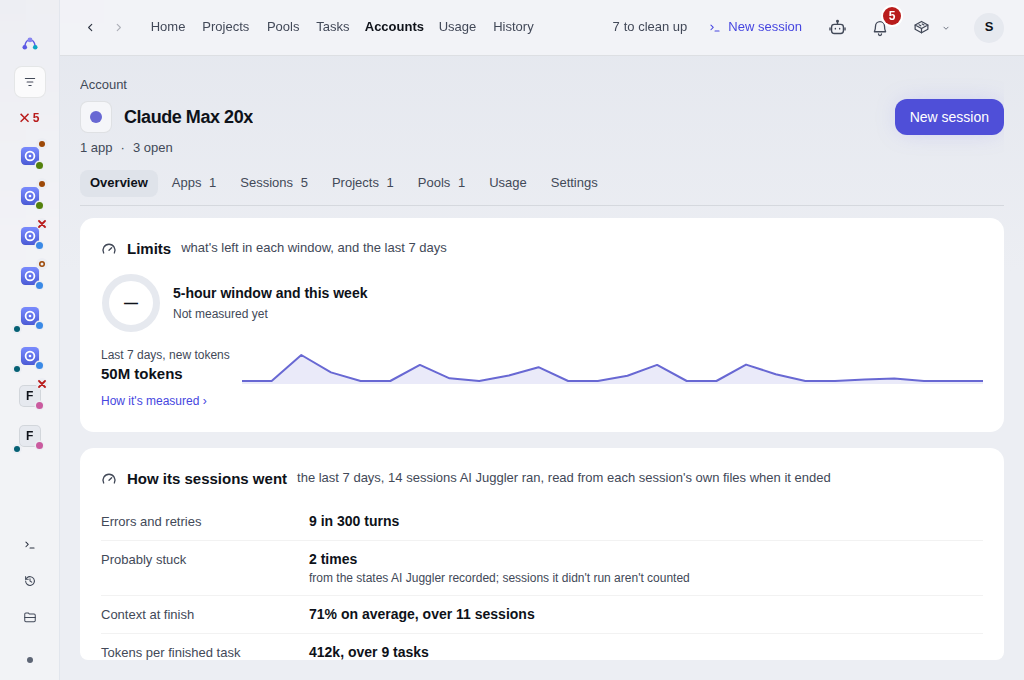 Home Projects Pools Tasks Accounts Usage History 7 to clean up New session 5 S
5
F
F
Account
Claude Max 20x
New session
1 app · 3 open
Overview Apps 1 Sessions 5 Projects 1 Pools 1 Usage Settings
Limits what's left in each window, and the last 7 days
5-hour window and this week
Not measured yet
Last 7 days, new tokens
50M tokens
How it's measured ›
How its sessions went the last 7 days, 14 sessions AI Juggler ran, read from each session's own files when it ended
Errors and retries 9 in 300 turns
Probably stuck 2 times
from the states AI Juggler recorded; sessions it didn't run aren't counted
Context at finish 71% on average, over 11 sessions
Tokens per finished task 412k, over 9 tasks